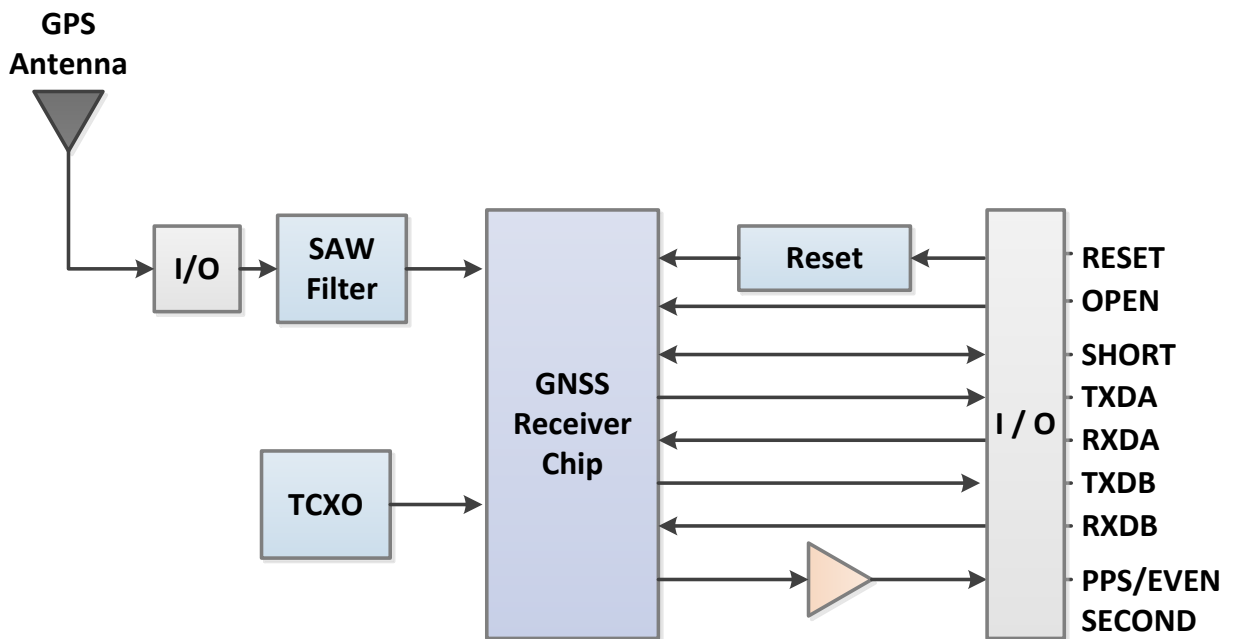 GPS
Antenna
I/O
SAW
Filter
TCXO
GNSS
Receiver
Chip
Reset
I / O
RESET
OPEN
SHORT
TXDA
RXDA
TXDB
RXDB
PPS/EVEN
SECOND